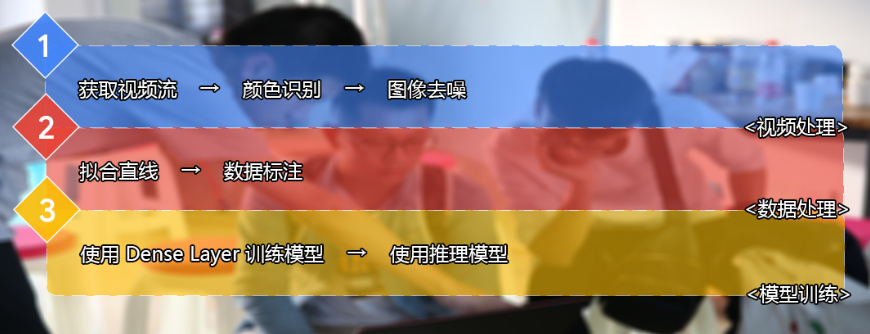 1
获取视频流 → 颜色识别 → 图像去噪
<视频处理>
2
拟合直线 → 数据标注
<数据处理>
3
使用 Dense Layer 训练模型 → 使用推理模型
<模型训练>